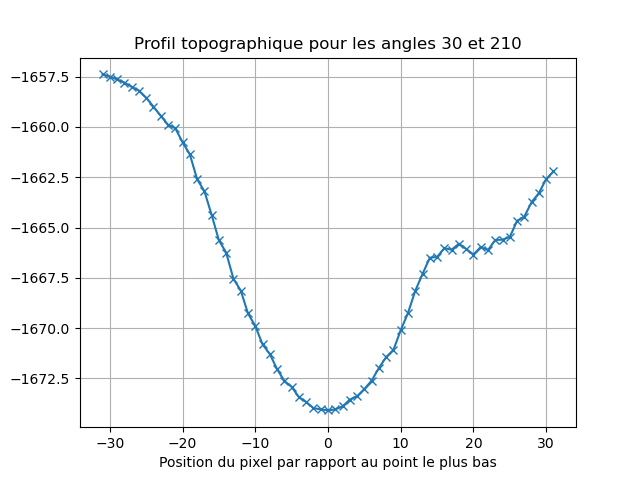 Profil topographique pour les angles 30 et 210
−1657.5
−1660.0
−1662.5
−1665.0
−1667.5
−1670.0
−1672.5
−30 −20 −10 0 10 20 30
Position du pixel par rapport au point le plus bas